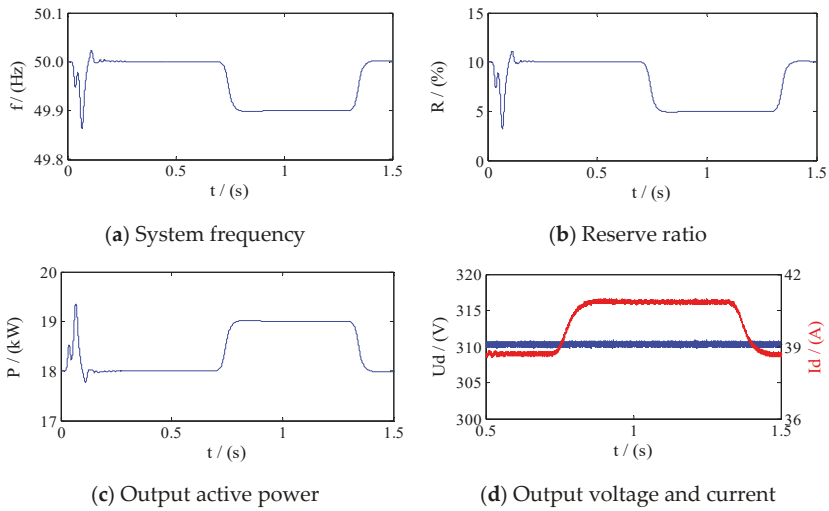 50.1
50.0
49.9
49.8
f / (Hz)
0
0.5
1
1.5
t / (s)
(a) System frequency
15
10
5
0
R / (%)
0
0.5
1
1.5
t / (s)
(b) Reserve ratio
20
19
18
17
P / (kW)
0
0.5
1
1.5
t / (s)
(c) Output active power
320
315
310
305
300
Ud / (V)
42
39
36
Id / (A)
0.5
1
1.5
t / (s)
(d) Output voltage and current